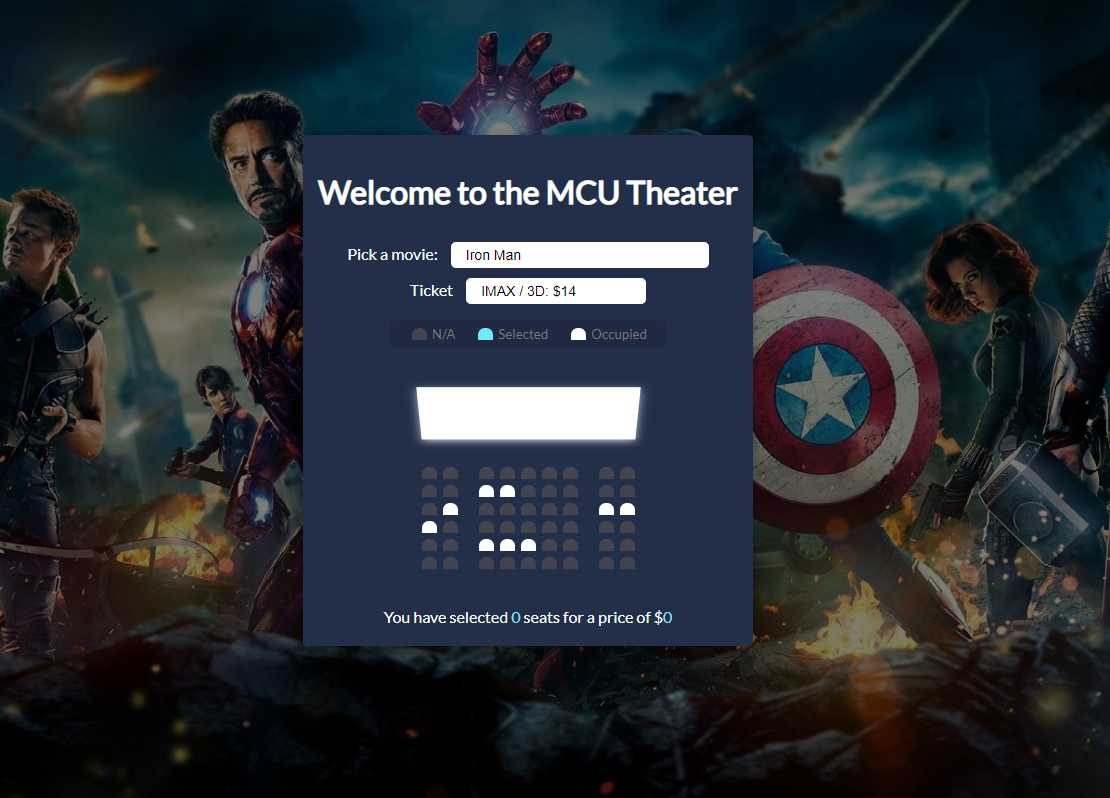 Welcome to the MCU Theater
Pick a movie: Iron Man
Ticket IMAX / 3D: $14
N/A Selected Occupied
You have selected 0 seats for a price of $0